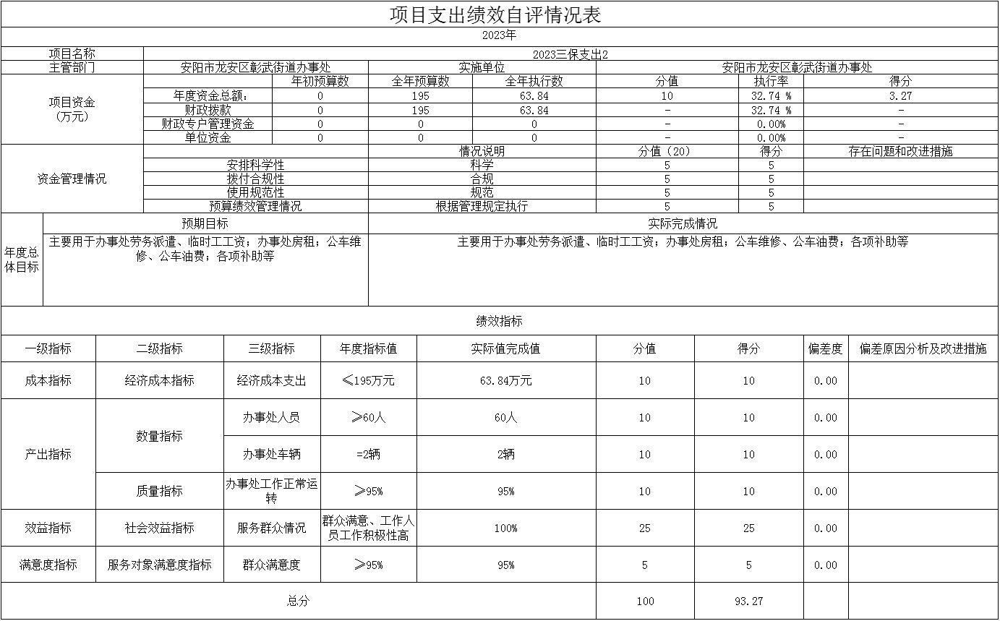 项目支出绩效自评情况表
2023年
项目名称 2023三保支出2
主管部门 安阳市龙安区彰武街道办事处 实施单位 安阳市龙安区彰武街道办事处
项目资金
(万元) 年初预算数 全年预算数 全年执行数 分值 执行率 得分
年度资金总额： 0 195 63.84 10 32.74 % 3.27
财政拨款 0 195 63.84 - 32.74 % -
财政专户管理资金 0 0 0 - 0.00% -
单位资金 0 0 0 - 0.00% -
资金管理情况 情况说明 分值（20） 得分 存在问题和改进措施
安排科学性 科学 5 5
拨付合规性 合规 5 5
使用规范性 规范 5 5
预算绩效管理情况 根据管理规定执行 5 5
年度总
体目标 预期目标 实际完成情况
主要用于办事处劳务派遣、临时工工资；办事处房租；公车维
修、公车油费；各项补助等
主要用于办事处劳务派遣、临时工工资；办事处房租；公车维修、公车油费；各项补助等
绩效指标
一级指标 二级指标 三级指标 年度指标值 实际值完成值 分值 得分 偏差度 偏差原因分析及改进措施
成本指标 经济成本指标 经济成本支出 ≤195万元 63.84万元 10 10 0.00
产出指标 数量指标 办事处人员 ≥60人 60人 10 10 0.00
办事处车辆 =2辆 2辆 10 10 0.00
质量指标 办事处工作正常运
转 ≥95% 95% 10 10 0.00
效益指标 社会效益指标 服务群众情况 群众满意、工作人
员工作积极性高 100% 25 25 0.00
满意度指标 服务对象满意度指标 群众满意度 ≥95% 95% 5 5 0.00
总分 100 93.27